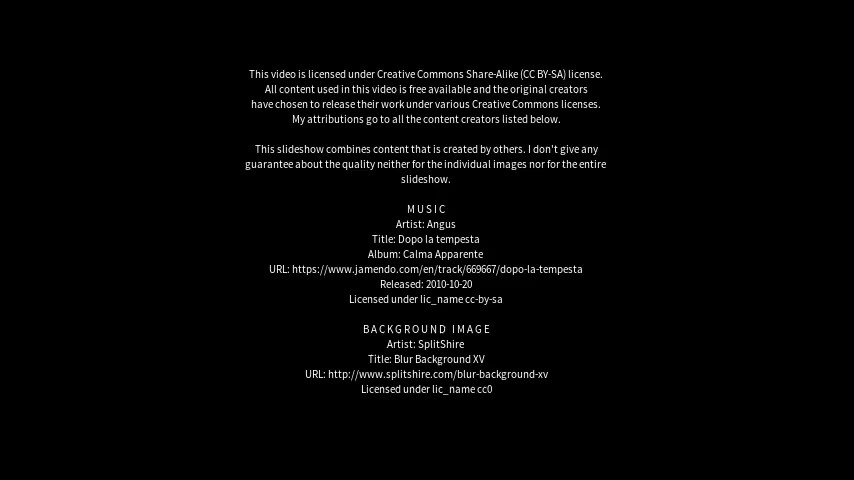 This video is licensed under Creative Commons Share-Alike (CC BY-SA) license.
All content used in this video is free available and the original creators
have chosen to release their work under various Creative Commons licenses.
My attributions go to all the content creators listed below.
This slideshow combines content that is created by others. I don't give any
guarantee about the quality neither for the individual images nor for the entire
slideshow.
MUSIC
Artist: Angus
Title: Dopo la tempesta
Album: Calma Apparente
URL: https://www.jamendo.com/en/track/669667/dopo-la-tempesta
Released: 2010-10-20
Licensed under lic_name cc-by-sa
BACKGROUND IMAGE
Artist: SplitShire
Title: Blur Background XV
URL: http://www.splitshire.com/blur-background-xv
Licensed under lic_name cc0